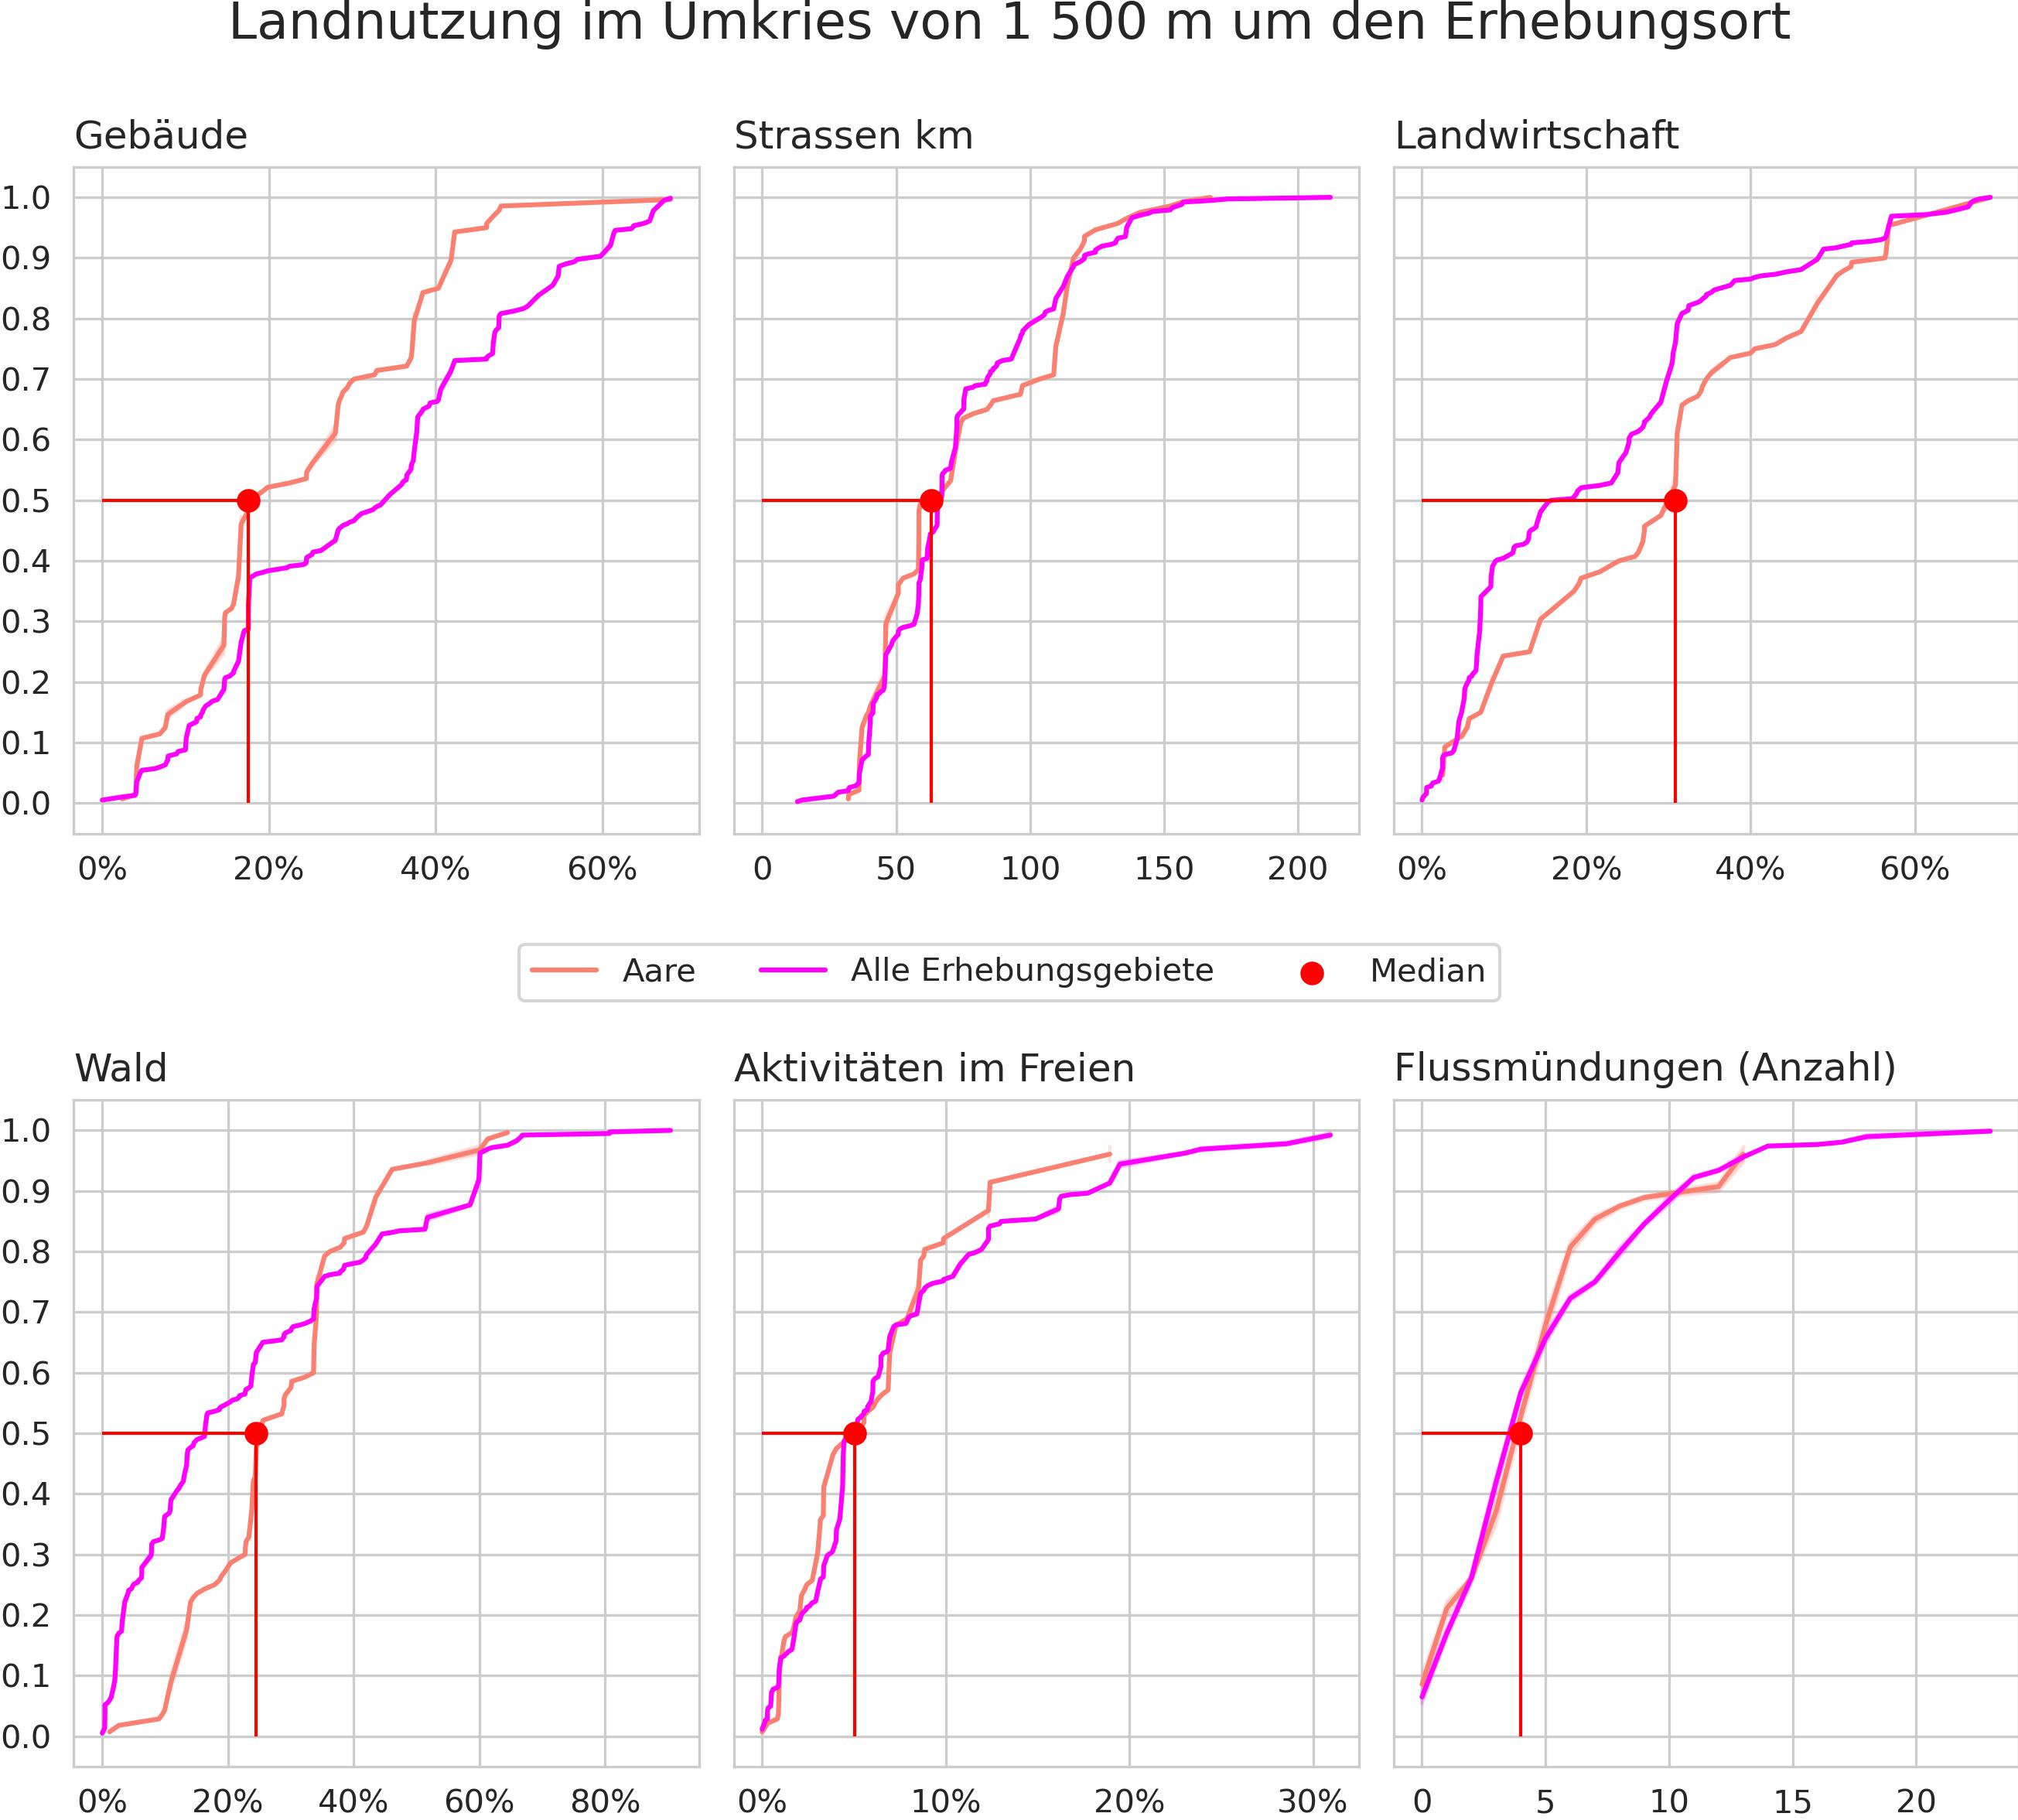 Landnutzung im Umkries von 1 500 m um den Erhebungsort
Gebäude
Strassen km
Landwirtschaft
1.0
0.9
0.8
0.7
0.6
0.5
0.4
0.3
0.2
0.1
0.0
0% 20% 40% 60%
0 50 100 150 200
0% 20% 40% 60%
Aare Alle Erhebungsgebiete Median
Wald
Aktivitäten im Freien
Flussmündungen (Anzahl)
1.0
0.9
0.8
0.7
0.6
0.5
0.4
0.3
0.2
0.1
0.0
0% 20% 40% 60% 80%
0% 10% 20% 30%
0 5 10 15 20